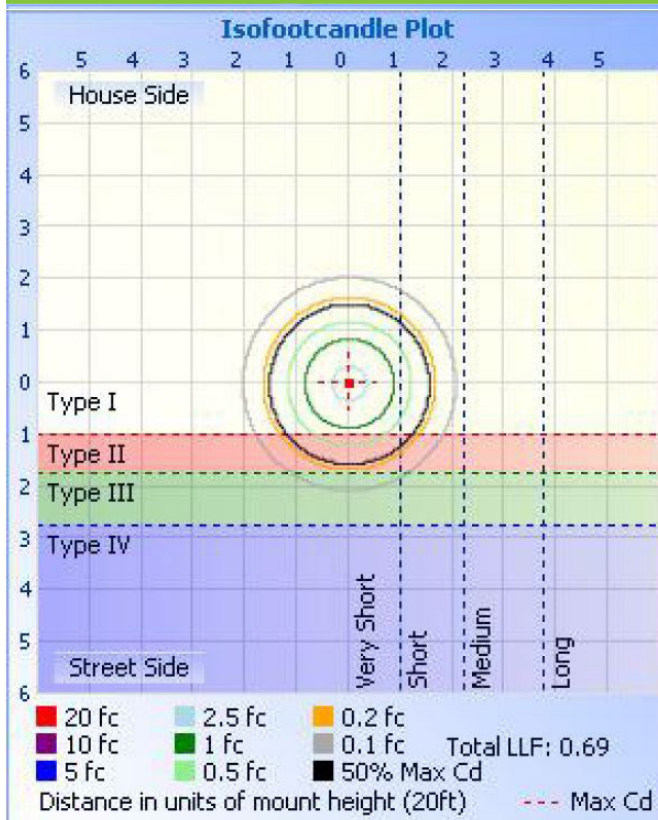 Isofootcandle Plot
5 4 3 2 1 0 1 2 3 4 5
6
House Side
5
4
3
2
1
0
Type I
1
Type II
2
Type III
3
Type IV
4
5
Street Side
6
Very Short
Short
Medium
Long
20 fc 2.5 fc 0.2 fc
10 fc 1 fc 0.1 fc Total LLF: 0.69
5 fc 0.5 fc 50% Max Cd
Distance in units of mount height (20ft) --- Max Cd